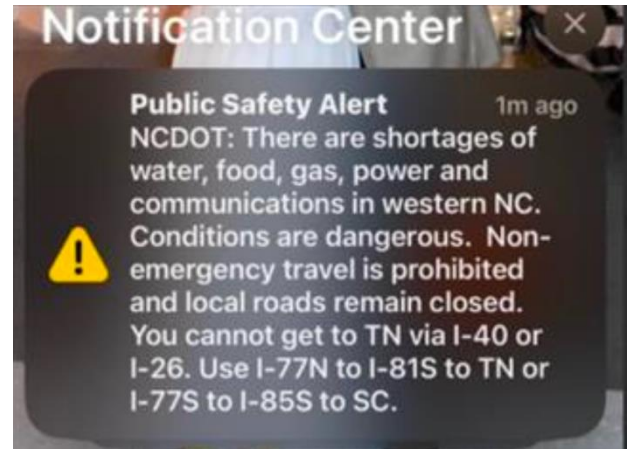 Notification Center
Public Safety Alert
1m ago
NCDOT: There are shortages of
water, food, gas, power and
communications in western NC.
Conditions are dangerous.  Non-
emergency travel is prohibited
and local roads remain closed.
You cannot get to TN via I-40 or
I-26. Use I-77N to I-81S to TN or
I-77S to I-85S to SC.